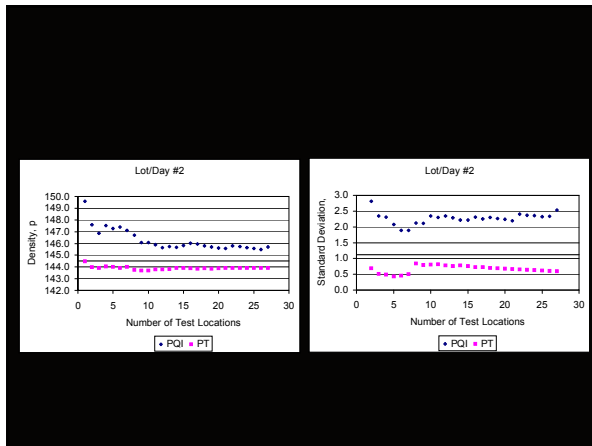 Lot/Day #2
Density, p
150.0
149.0
148.0
147.0
146.0
145.0
144.0
143.0
142.0
0 5 10 15 20 25 30
Number of Test Locations
PQI PT
Lot/Day #2
Standard Deviation,
3.0
2.5
2.0
1.5
1.0
0.5
0.0
0 5 10 15 20 25 30
Number of Test Locations
PQI PT